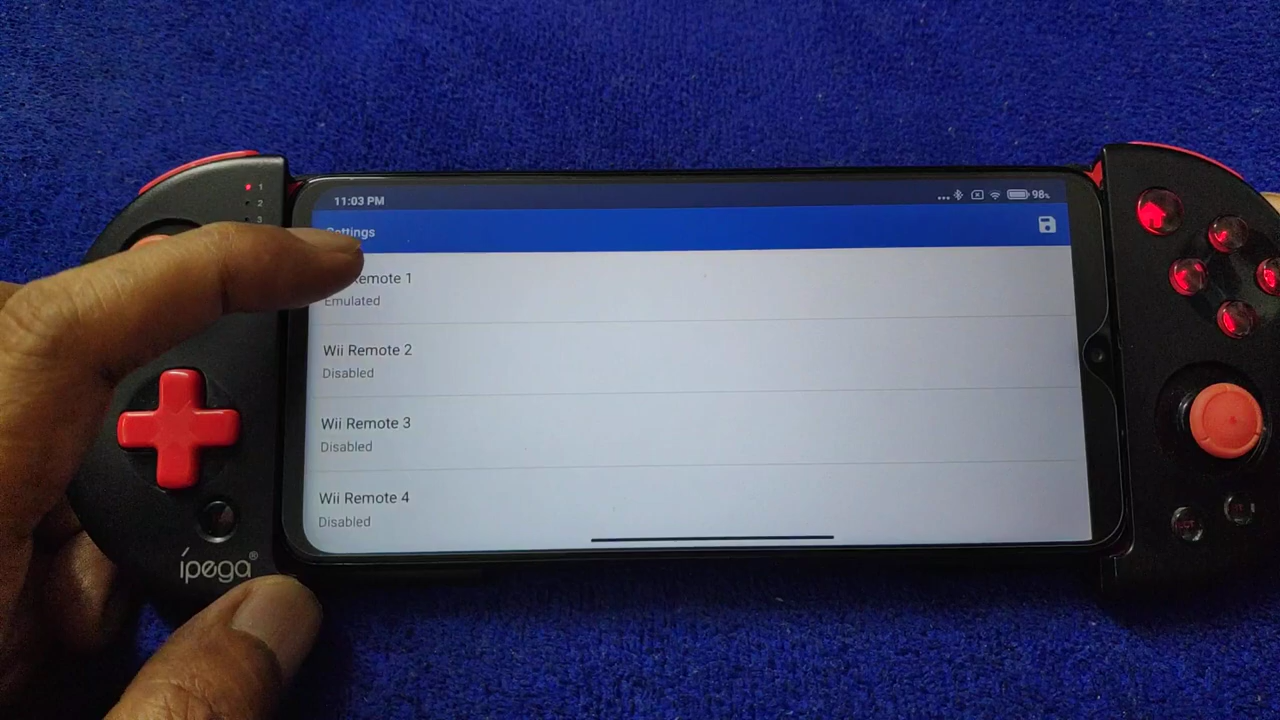 1
2
3
11:03 PM
98%
Settings
Remote 1
Emulated
Wii Remote 2
Disabled
Wii Remote 3
Disabled
Wii Remote 4
Disabled
ípega®